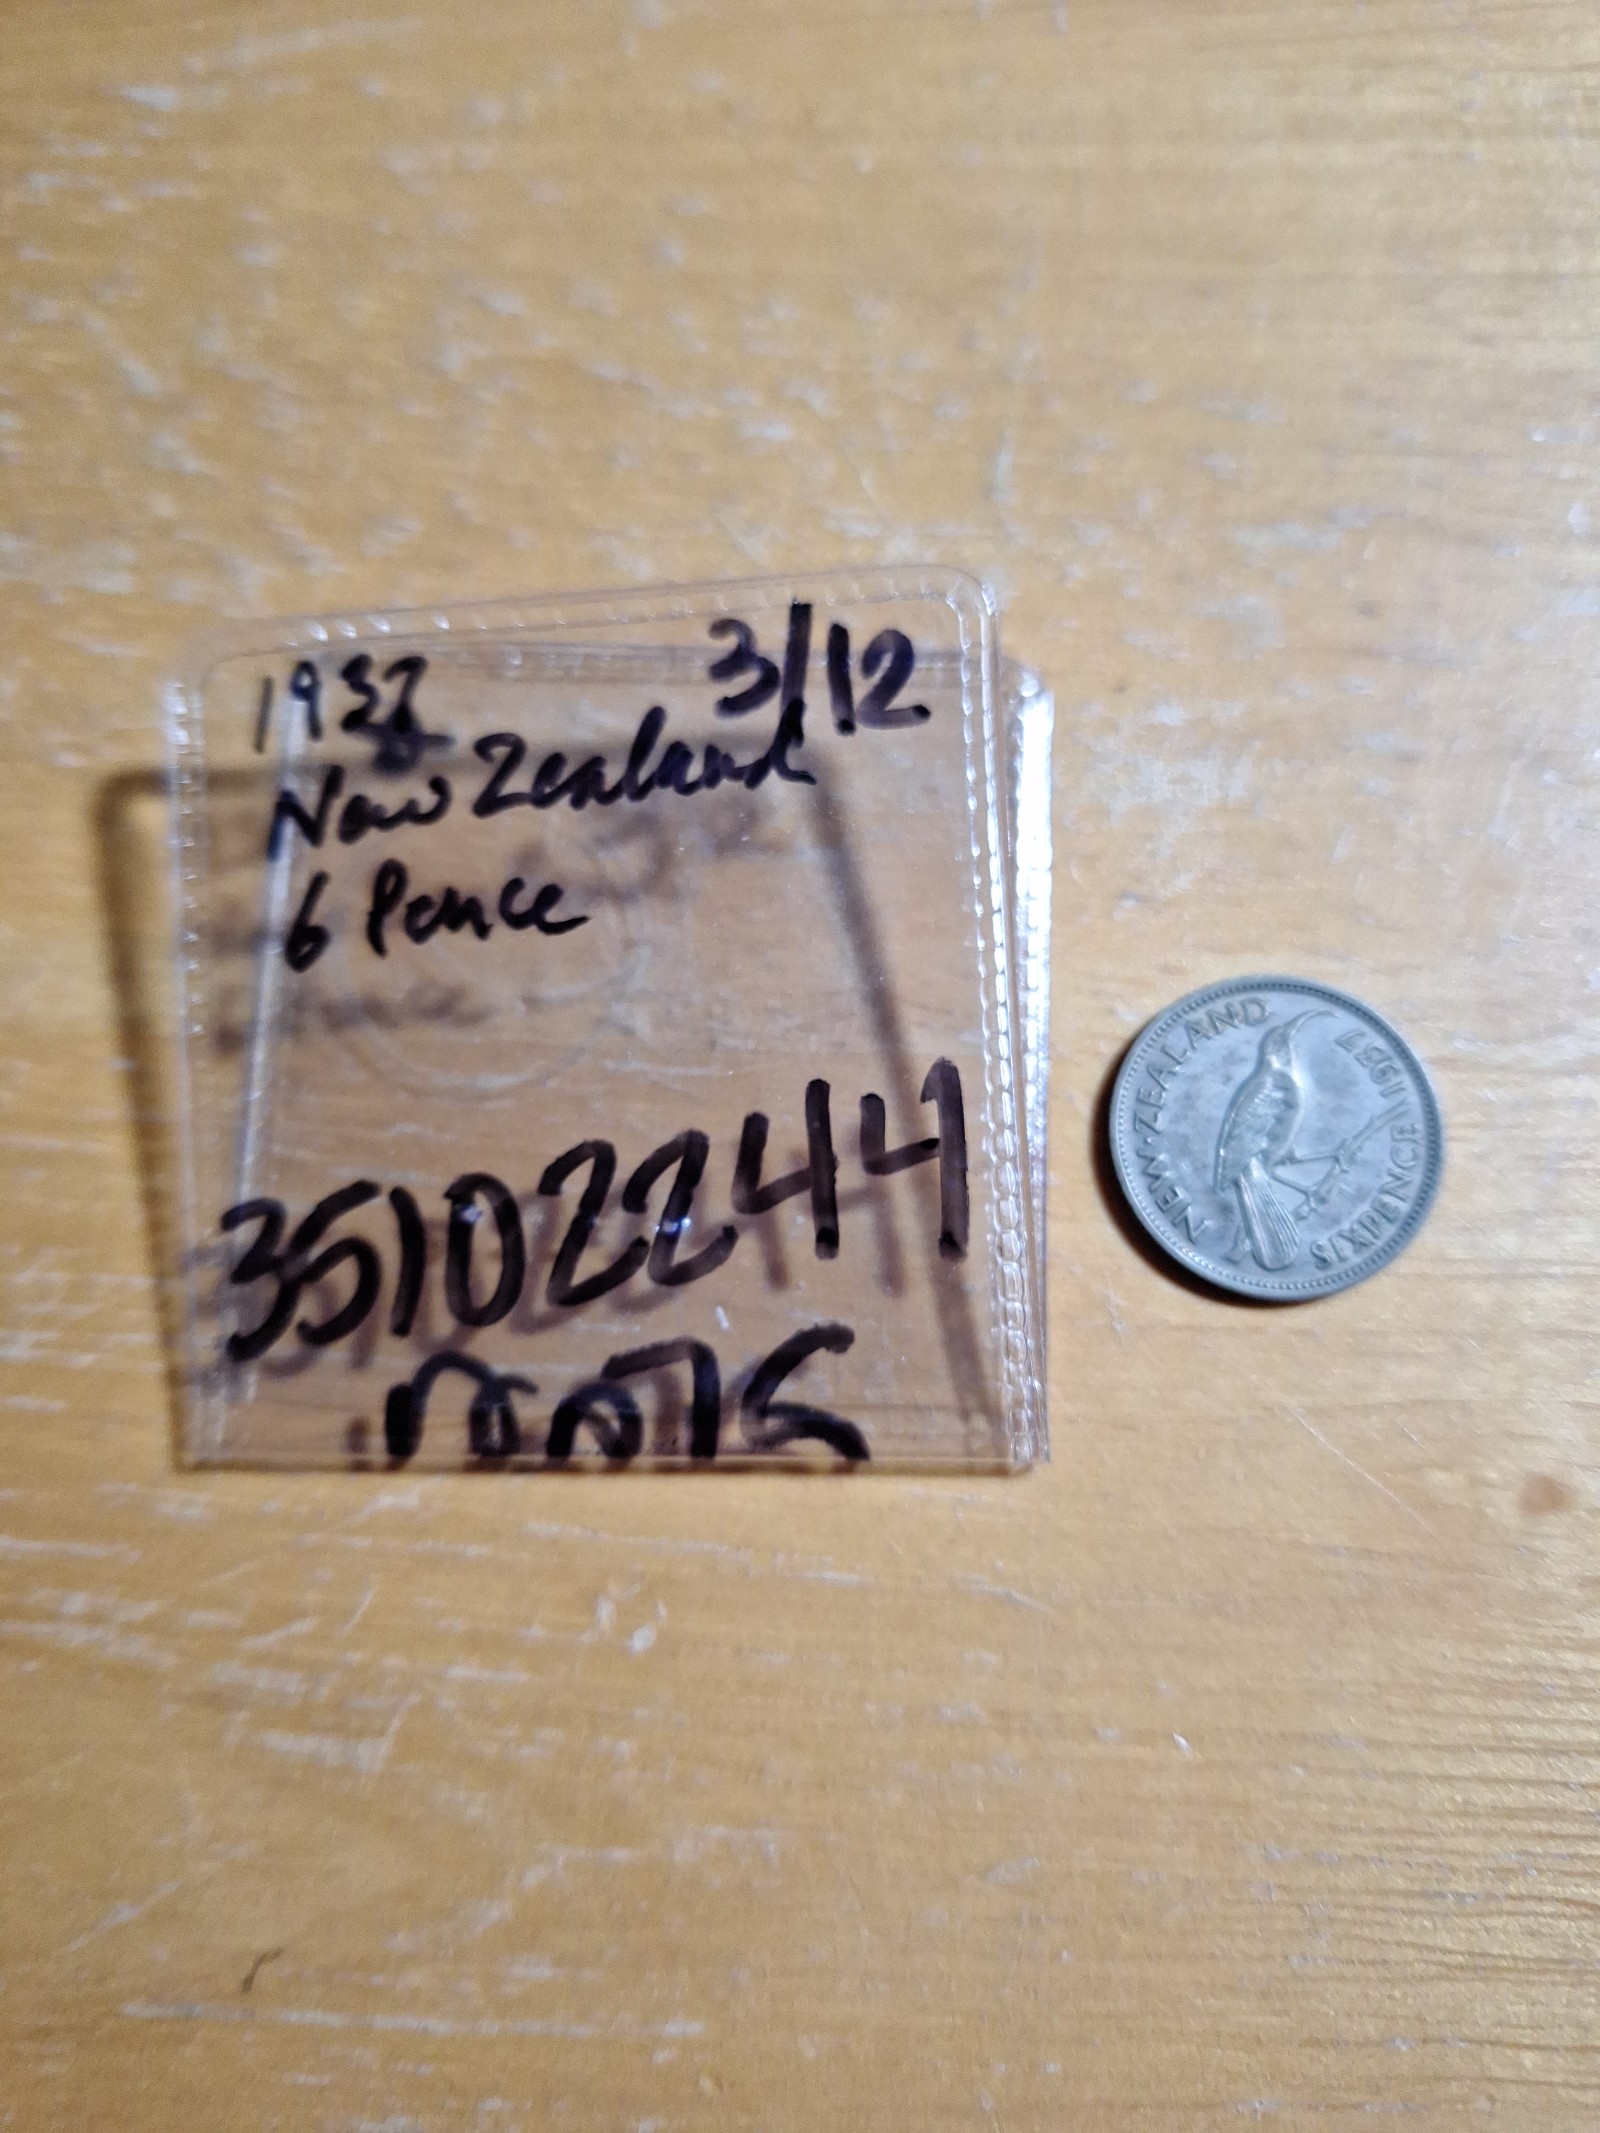 1937
3/12
New Zealand
6 Pence
35102244
NEW·ZEALAND
1937
SIXPENCE